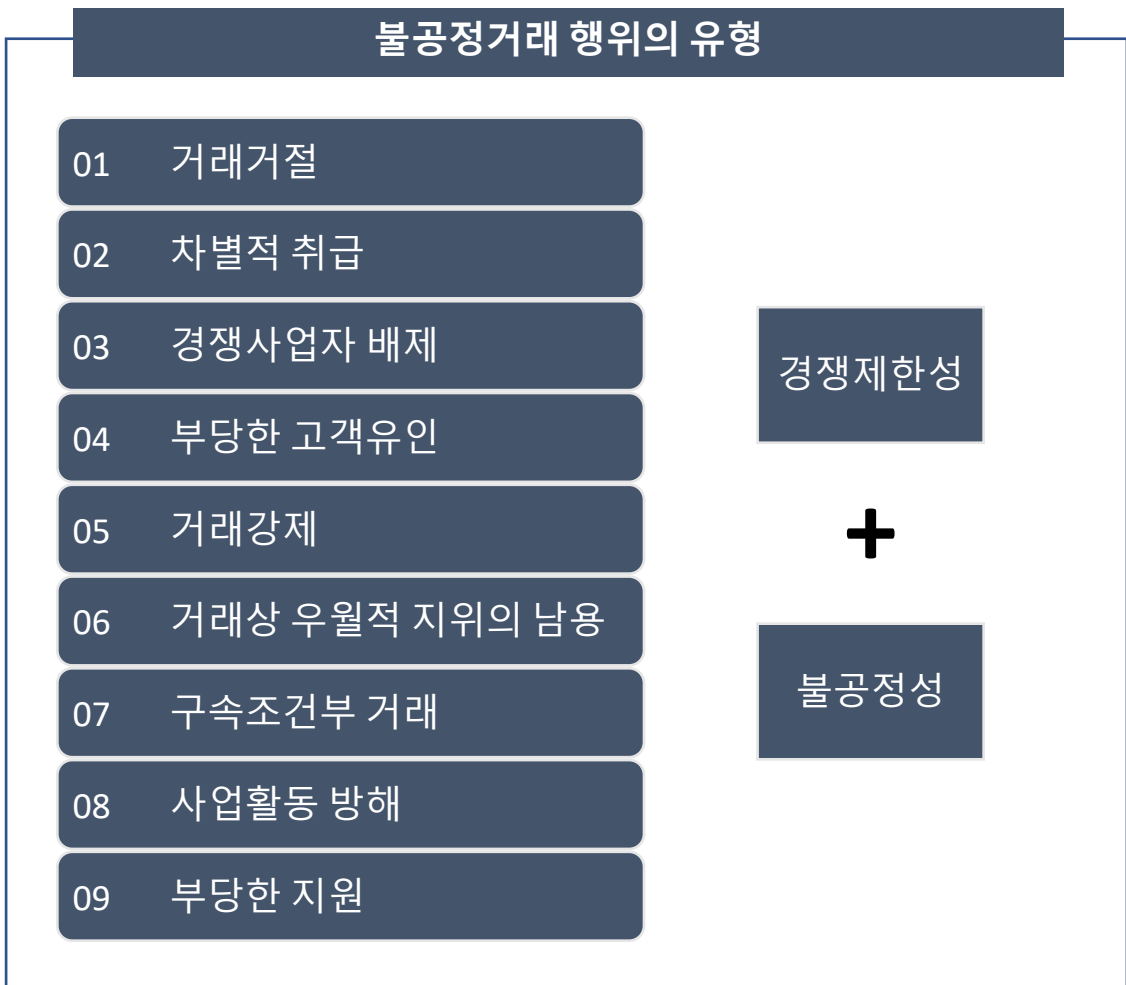 불공정거래 행위의 유형
01 거래거절
02 차별적 취급
03 경쟁사업자 배제
04 부당한 고객유인
05 거래강제
06 거래상 우월적 지위의 남용
07 구속조건부 거래
08 사업활동 방해
09 부당한 지원
경쟁제한성
+
불공정성